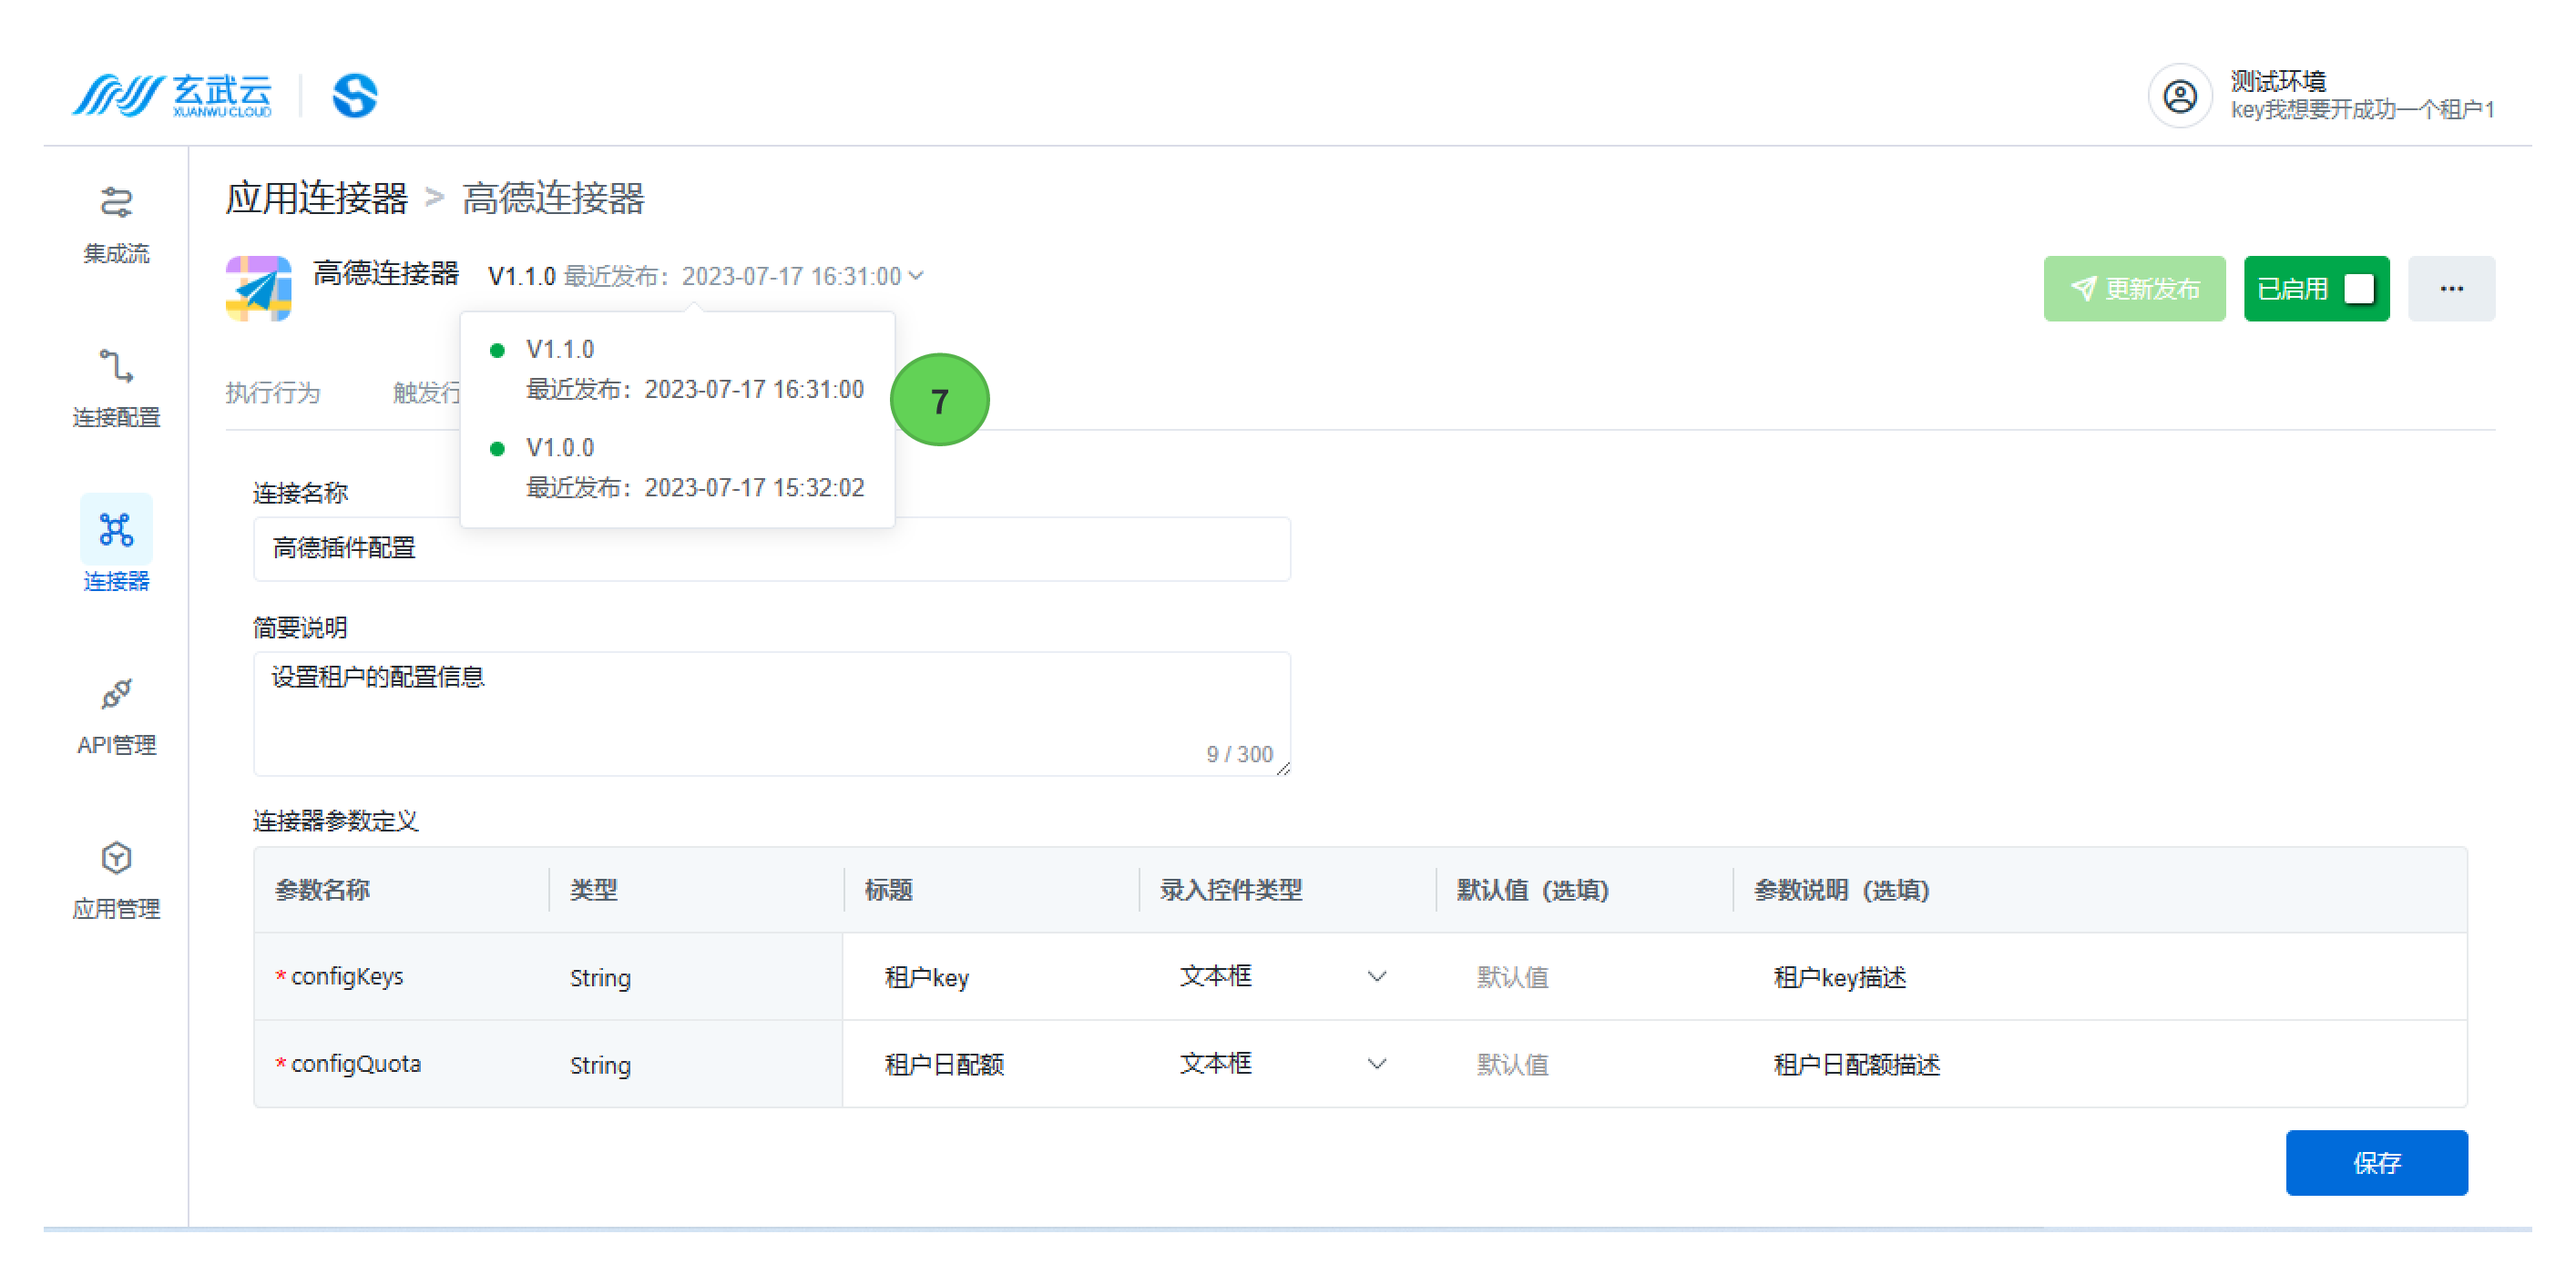 玄武云
XUANWU CLOUD
测试环境
key我想要开成功一个租户1
集成流
连接配置
连接器
API管理
应用管理
应用连接器 > 高德连接器
高德连接器 V1.1.0 最近发布：2023-07-17 16:31:00
更新发布
已启用
...
V1.1.0
最近发布：2023-07-17 16:31:00
V1.0.0
最近发布：2023-07-17 15:32:02
7
执行行为 触发行
连接名称
高德插件配置
简要说明
设置租户的配置信息
9 / 300
连接器参数定义
参数名称 类型 标题 录入控件类型 默认值（选填） 参数说明（选填）
* configKeys String 租户key 文本框 默认值 租户key描述
* configQuota String 租户日配额 文本框 默认值 租户日配额描述
保存